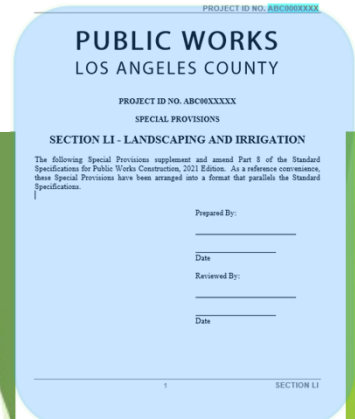 PROJECT ID NO. ABC000XXXX
PUBLIC WORKS
LOS ANGELES COUNTY
PROJECT ID NO. ABC00XXXXX
SPECIAL PROVISIONS
SECTION LI - LANDSCAPING AND IRRIGATION
The following Special Provisions supplement and amend Part 8 of the Standard
Specifications for Public Works Construction, 2021 Edition. As a reference convenience,
these Special Provisions have been arranged into a format that parallels the Standard
Specifications.
Prepared By:
Date
Reviewed By:
Date
1
SECTION LI